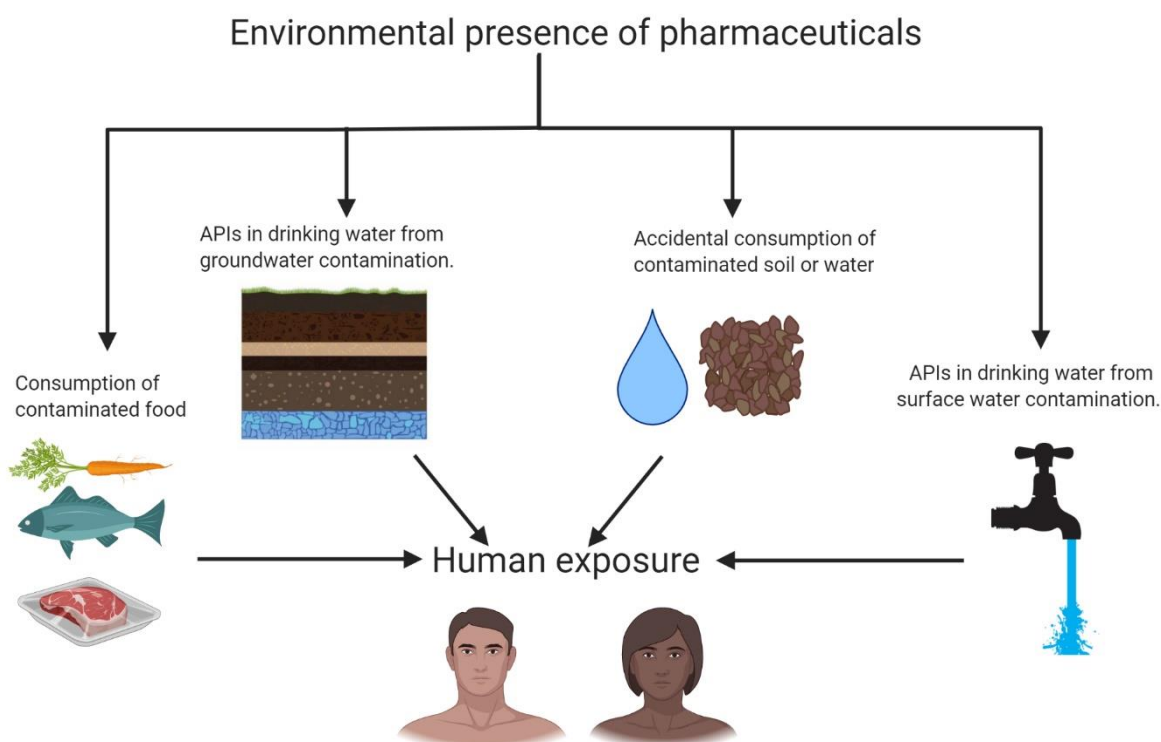 Environmental presence of pharmaceuticals
APIs in drinking water from
groundwater contamination.
Accidental consumption of
contaminated soil or water
Consumption of
contaminated food
APIs in drinking water from
surface water contamination.
Human exposure